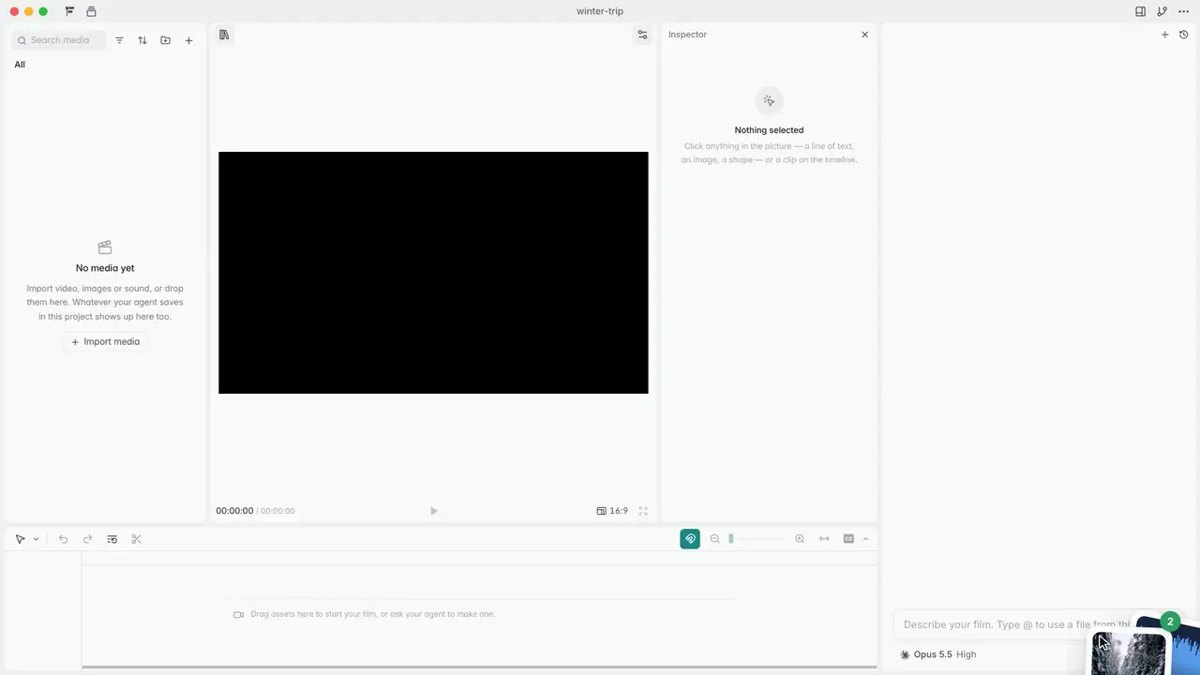 winter-trip
Search media
All
No media yet
Import video, images or sound, or drop
them here. Whatever your agent saves
in this project shows up here too.
+ Import media
00:00:00 / 00:00:00
16:9
Inspector
Nothing selected
Click anything in the picture — a line of text,
an image, a shape — or a clip on the timeline.
CC
Drag assets here to start your film, or ask your agent to make one.
Describe your film. Type @ to use a file from
2
Opus 5.5 High